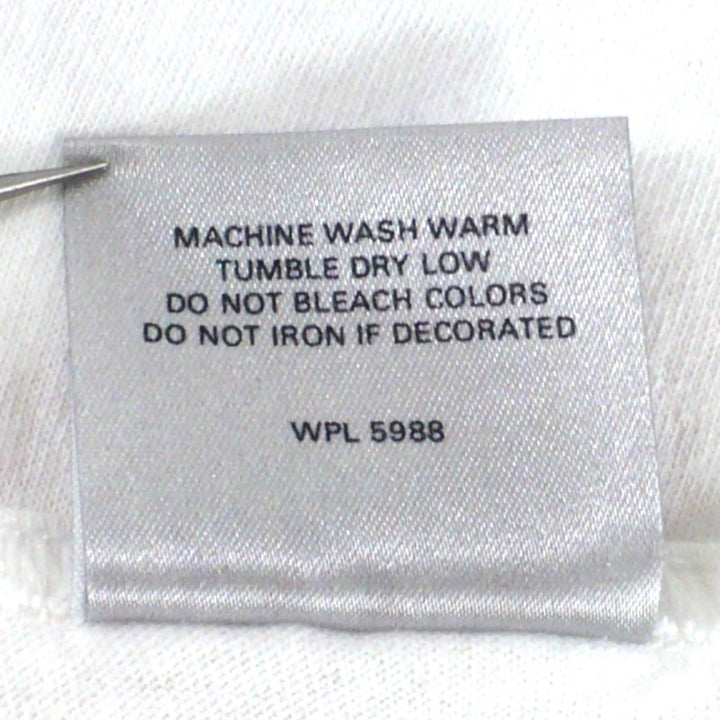 MACHINE WASH WARM
TUMBLE DRY LOW
DO NOT BLEACH COLORS
DO NOT IRON IF DECORATED
WPL 5988